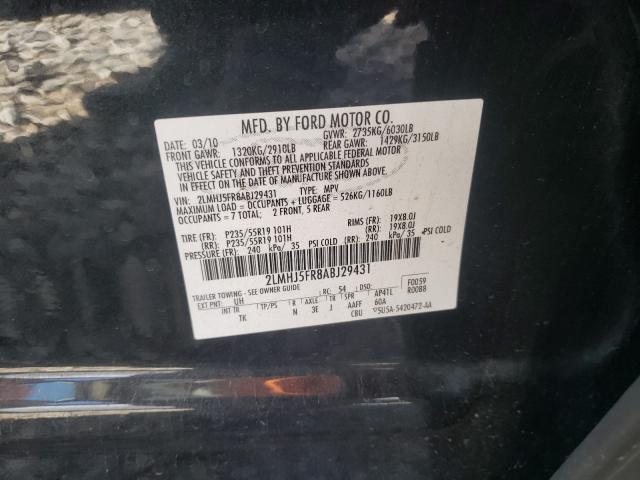 MFD. BY FORD MOTOR CO.
DATE: 03/10 GVWR: 2735KG/6030LB
FRONT GAWR: 1320KG/2910LB REAR GAWR: 1429KG/3150LB
THIS VEHICLE CONFORMS TO ALL APPLICABLE FEDERAL MOTOR
VEHICLE SAFETY AND THEFT PREVENTION STANDARDS
IN EFFECT ON THE DATE OF MANUFACTURE SHOWN ABOVE.
VIN: 2LMHJ5FR8ABJ29431 TYPE: MPV
MAXIMUM LOAD = OCCUPANTS + LUGGAGE = 526KG/1160LB
OCCUPANTS = 7 TOTAL: 2 FRONT, 5 REAR
TIRE (FR): P235/55R19 101H RIMS (FR): 19X8.0J
(RR): P235/55R19 101H (RR): 19X8.0J
PRESSURE (FR): 240 kPa/ 35 PSI COLD (RR): 240 kPa/ 35 PSI COLD
2LMHJ5FR8ABJ29431
TRAILER TOWING - SEE OWNER GUIDE RC: 54 DSO: F0059
EXT PNT: UH AP41L R0088
INT TR TP/PS R AXLE TR SPR 60A
TK N 3E J AAFF CBU 5U5A-5420472-AA